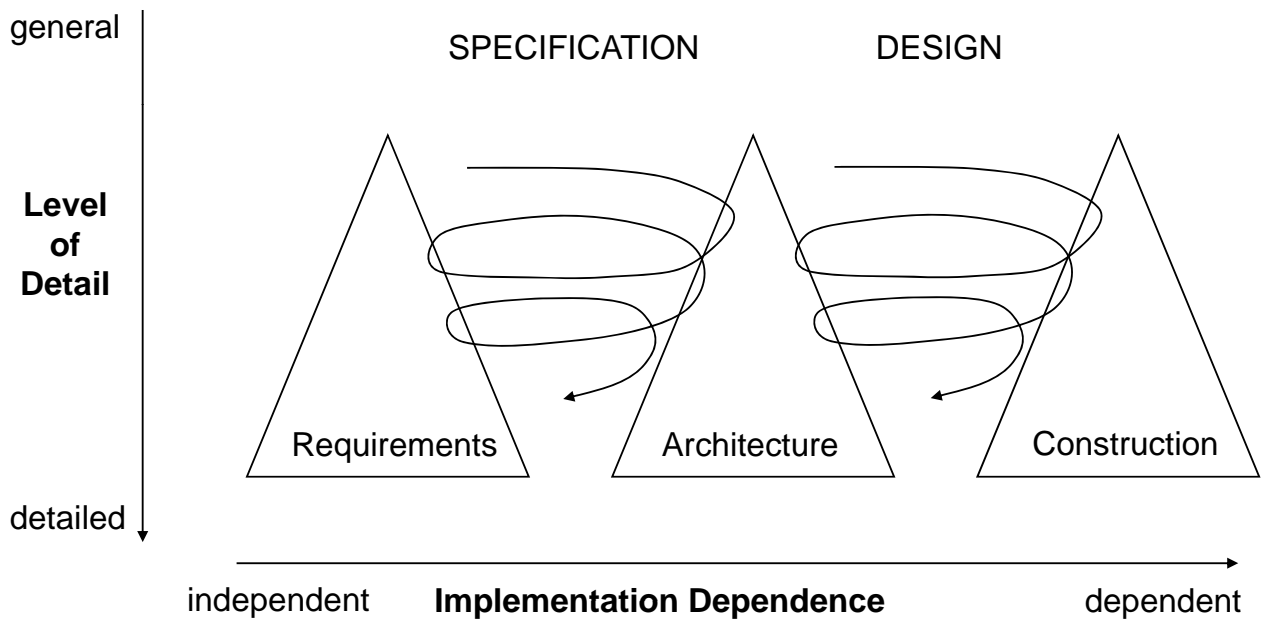 general
SPECIFICATION
DESIGN
Level
of
Detail
Requirements
Architecture
Construction
detailed
independent
Implementation Dependence
dependent